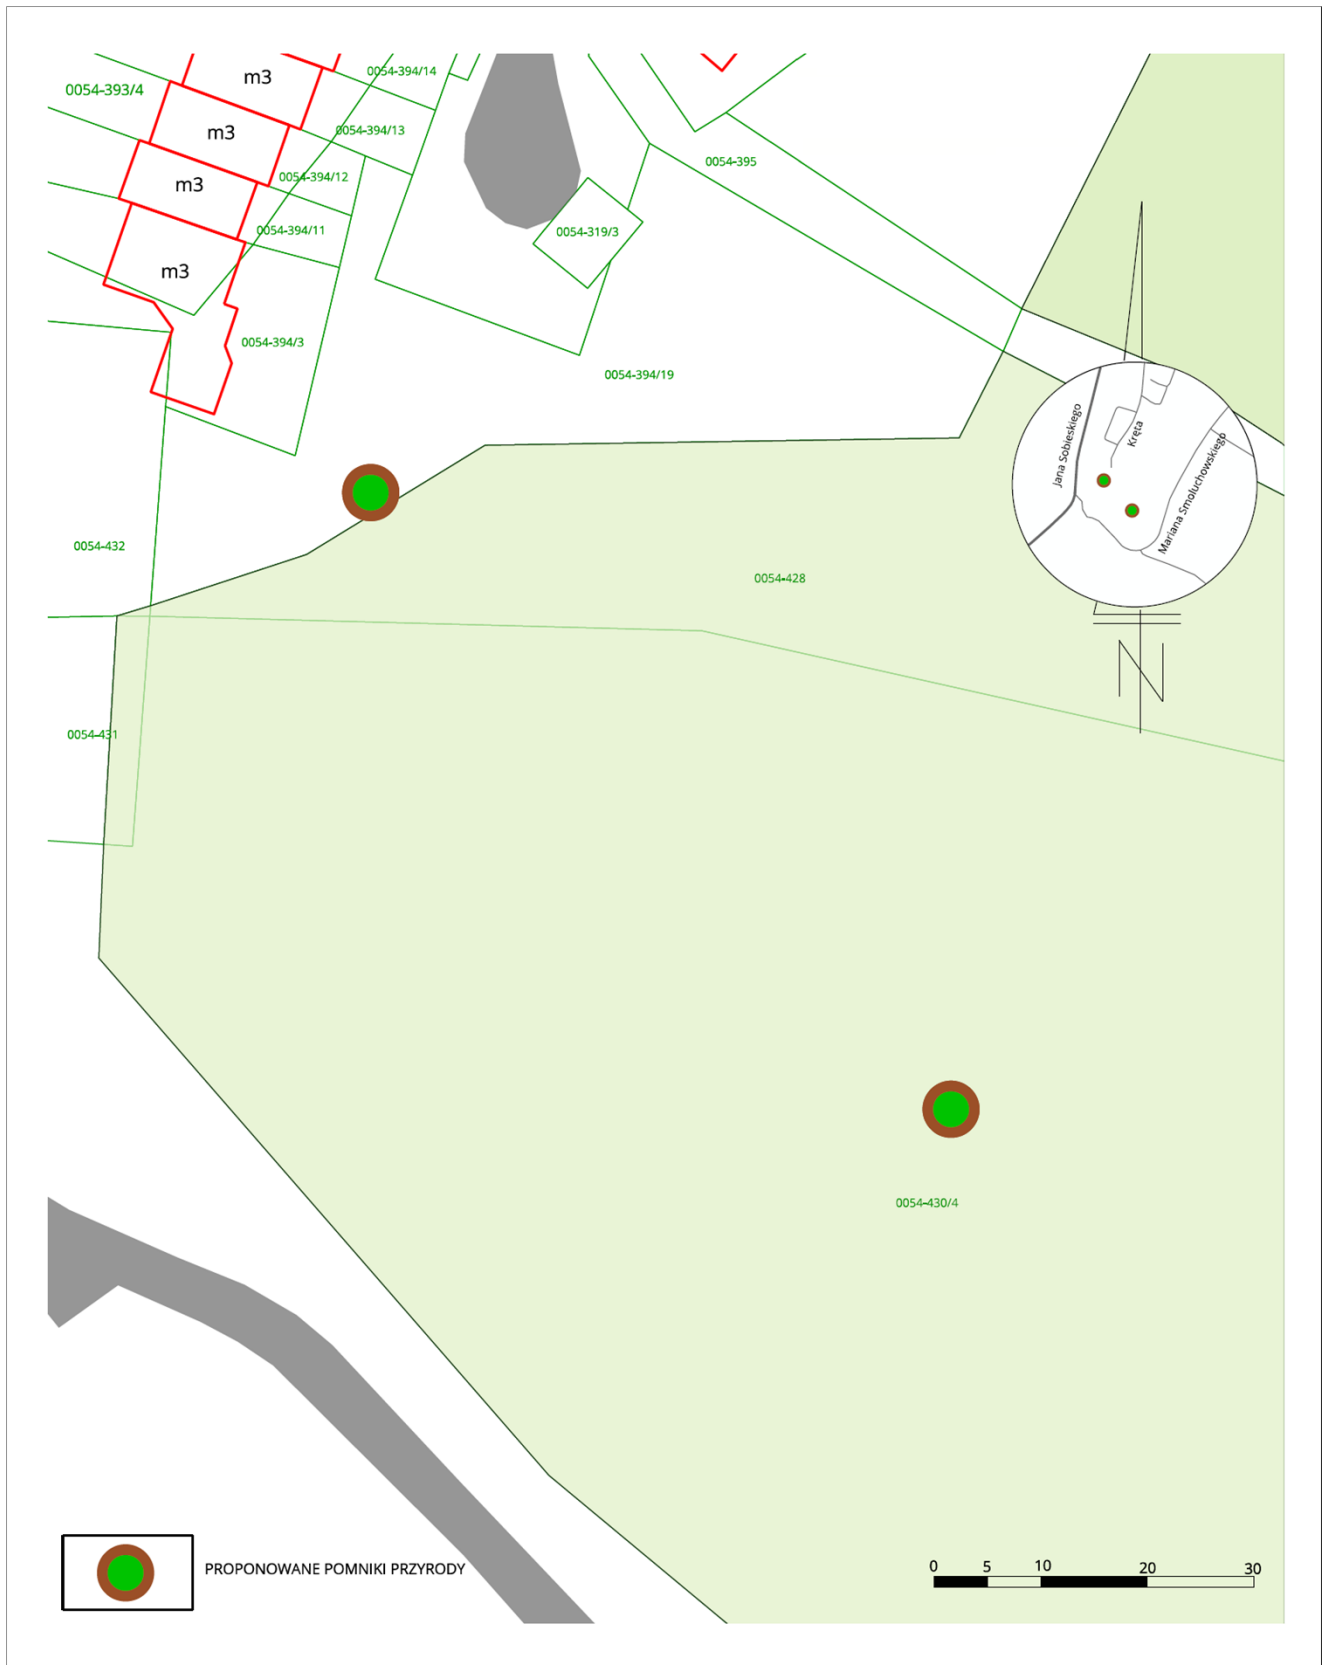 m3
0054-394/14
0054-393/4
m3
0054-394/13
0054-395
0054-394/12
m3
0054-394/11
0054-319/3
m3
0054-394/3
0054-394/19
Jana Sobieskiego
Kręta
Mariana Smoluchowskiego
0054-432
0054-428
N
0054-431
0054-430/4
PROPONOWANE POMNIKI PRZYRODY
0 5 10 20 30